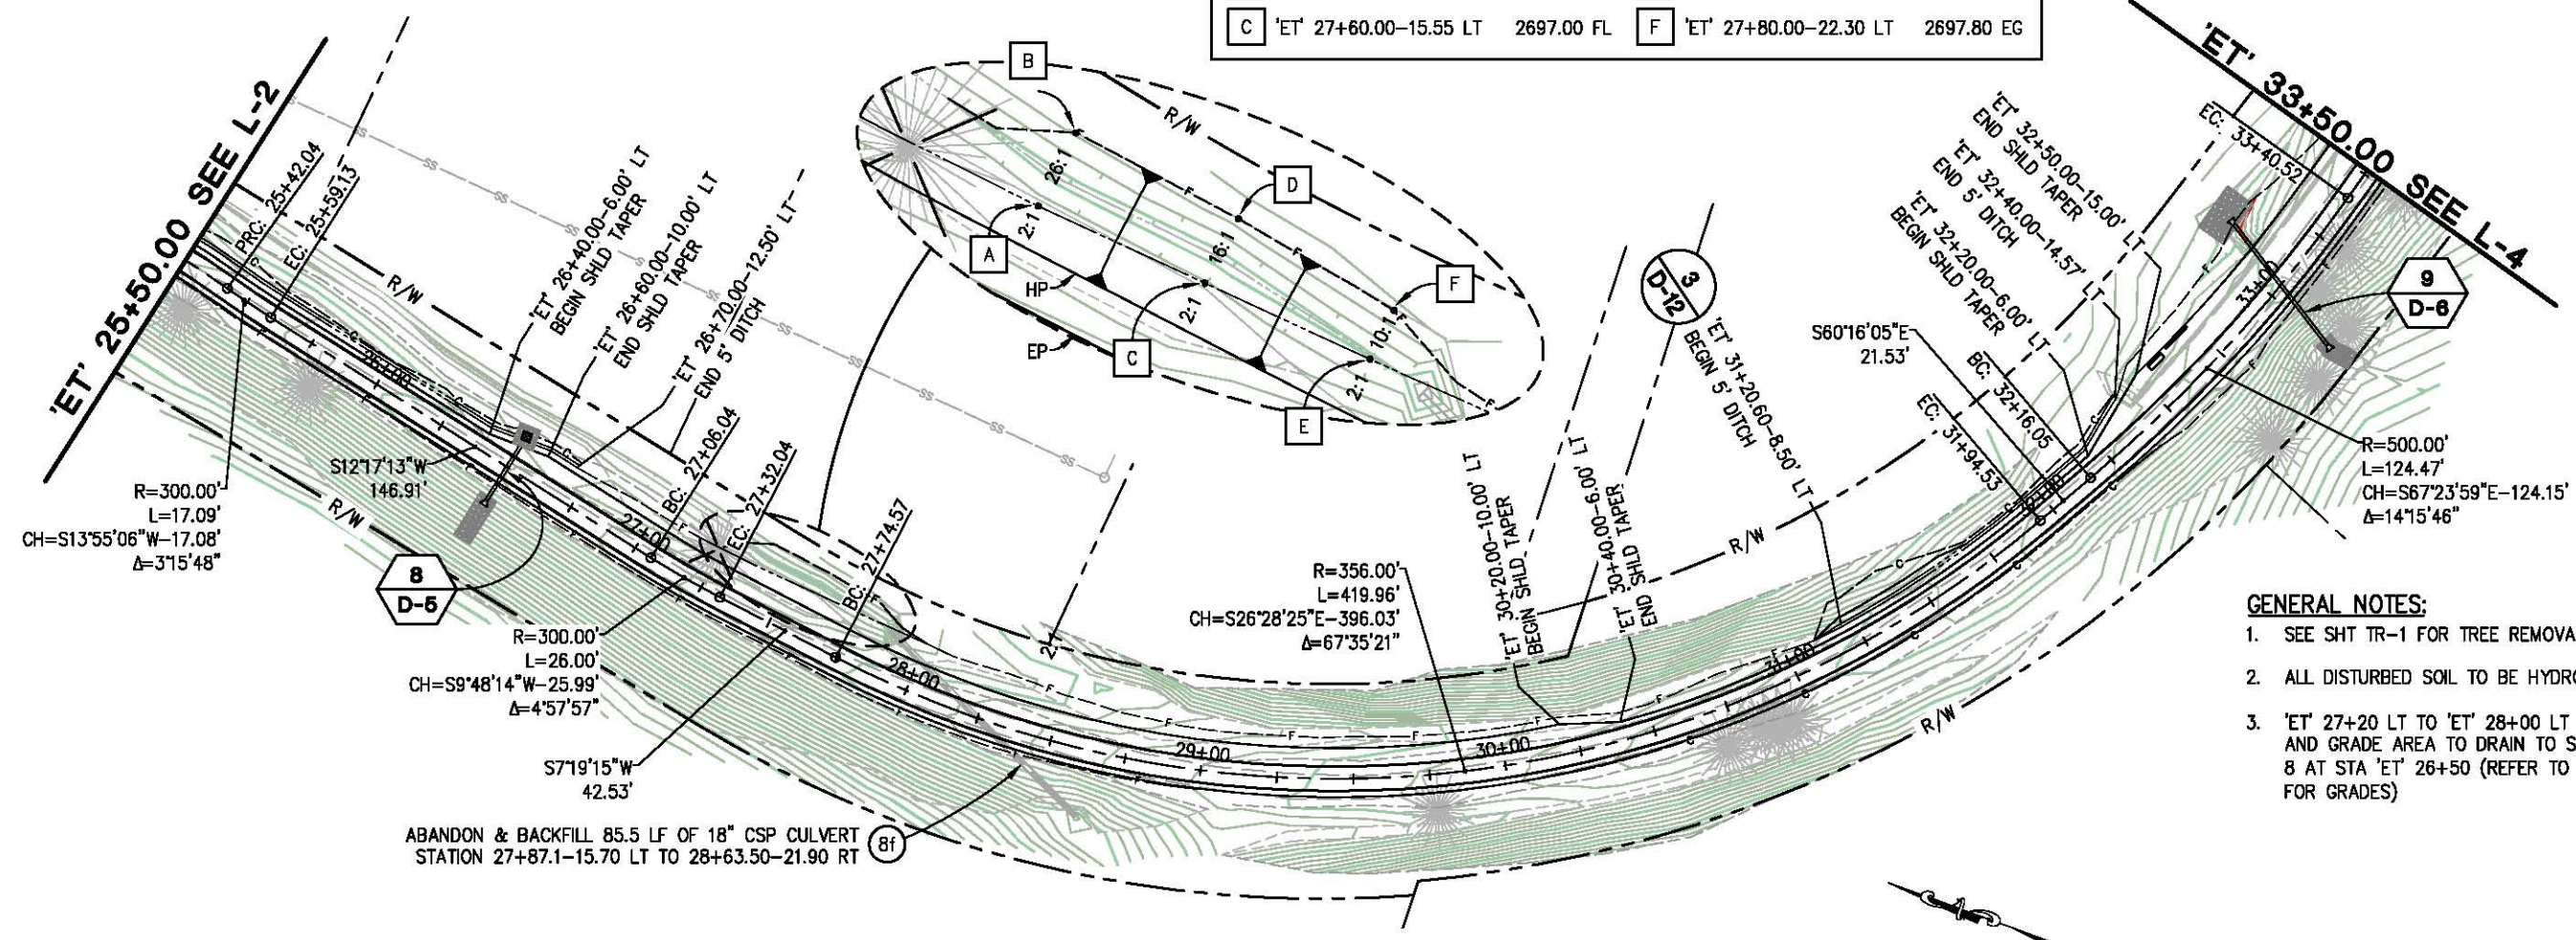 C 'ET' 27+60.00-15.55 LT 2697.00 FL F 'ET' 27+80.00-22.30 LT 2697.80 EG
'ET' 25+50.00 SEE L-2
PRC: 25+42.04
EC: 25+59.13
R/W
26+00
'ET' 26+40.00-6.00' LT
BEGIN SHLD TAPER
'ET' 26+60.00-10.00' LT
END SHLD TAPER
'ET' 26+70.00-12.50' LT
END 5' DITCH
SS
SS
SS
SS
SS
SS
SS
SS
SS
SS
R=300.00'
L=17.09'
CH=S13°55'06"W-17.08'
Δ=3°15'48"
S12°17'13"W
146.91'
R/W
8
D-5
27+00
BC: 27+06.04
EC: 27+32.04
BC: 27+74.57
R=300.00'
L=26.00'
CH=S9°48'14"W-25.99'
Δ=4°57'57"
S7°19'15"W
42.53'
ABANDON & BACKFILL 85.5 LF OF 18" CSP CULVERT
STATION 27+87.1-15.70 LT TO 28+63.50-21.90 RT
8f
B
R/W
26:1
D
A
2:1
16:1
F
HP
2:1
EP
C
10:1
2:1
E
28+00
2:1
29+00
30+00
31+00
R=356.00'
L=419.96'
CH=S26°28'25"E-396.03'
Δ=67°35'21"
'ET' 30+20.00-10.00' LT
BEGIN SHLD TAPER
'ET' 30+40.00-6.00' LT
END SHLD TAPER
3
D-12
'ET' 31+20.60-8.50' LT
BEGIN 5' DITCH
R/W
R/W
S60°16'05"E
21.53'
EC: 31+94.53
BC: 32+16.05
'ET' 32+20.00-6.00' LT
BEGIN SHLD TAPER
'ET' 32+40.00-14.57' LT
END 5' DITCH
'ET' 32+50.00-15.00' LT
END SHLD TAPER
EC: 33+40.52
33+00
'ET' 33+50.00 SEE L-4
9
D-6
R=500.00'
L=124.47'
CH=S67°23'59"E-124.15'
Δ=14°15'46"
GENERAL NOTES:
1. SEE SHT TR-1 FOR TREE REMOVA
2. ALL DISTURBED SOIL TO BE HYDRO
3. 'ET' 27+20 LT TO 'ET' 28+00 LT
AND GRADE AREA TO DRAIN TO S
8 AT STA 'ET' 26+50 (REFER TO
FOR GRADES)